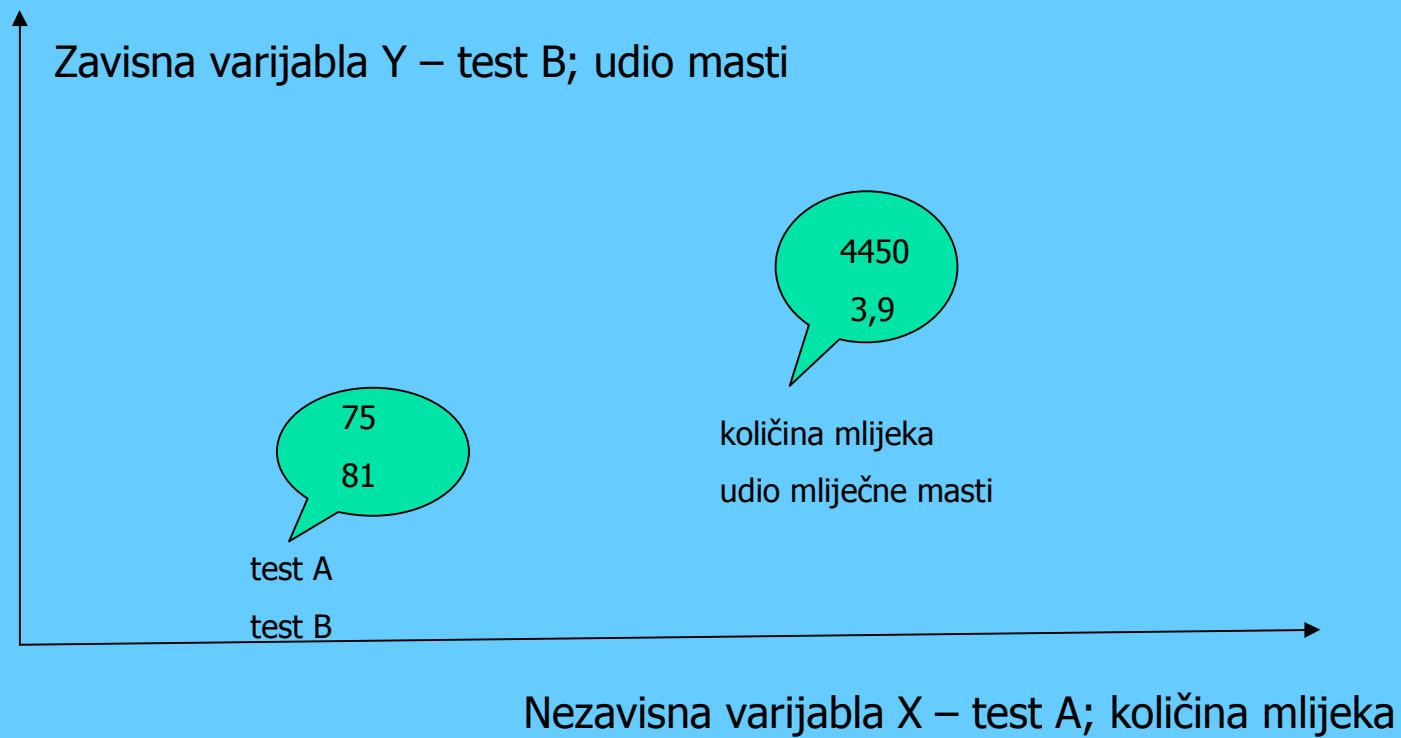 Zavisna varijabla Y – test B; udio masti
4450
3,9
količina mlijeka
udio mliječne masti
75
81
test A
test B
Nezavisna varijabla X – test A; količina mlijeka